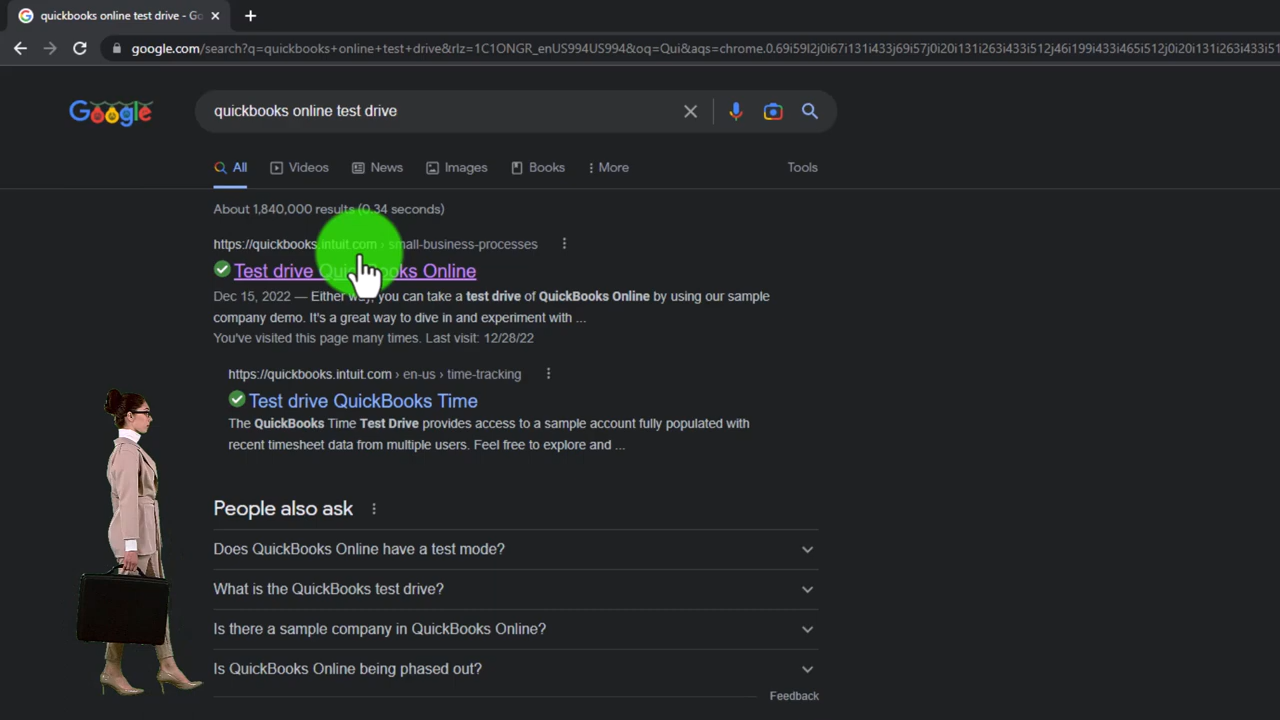 quickbooks online test drive - Go
google.com/search?q=quickbooks+online+test+drive&rlz=1C1ONGR_enUS994US994&oq=Qui&aqs=chrome.0.69i59l2j0i67i131i433j69i57j0i20i131i263i433i512j46i199i433i465i512j0i20i131i263i433i51
Google
quickbooks online test drive
All Videos News Images Books More Tools
About 1,840,000 results (0.34 seconds)
https://quickbooks.intuit.com › small-business-processes
Test drive QuickBooks Online
Dec 15, 2022 — Either way, you can take a test drive of QuickBooks Online by using our sample
company demo. It's a great way to dive in and experiment with ...
You've visited this page many times. Last visit: 12/28/22
https://quickbooks.intuit.com › en-us › time-tracking
Test drive QuickBooks Time
The QuickBooks Time Test Drive provides access to a sample account fully populated with
recent timesheet data from multiple users. Feel free to explore and ...
People also ask
Does QuickBooks Online have a test mode?
What is the QuickBooks test drive?
Is there a sample company in QuickBooks Online?
Is QuickBooks Online being phased out?
Feedback